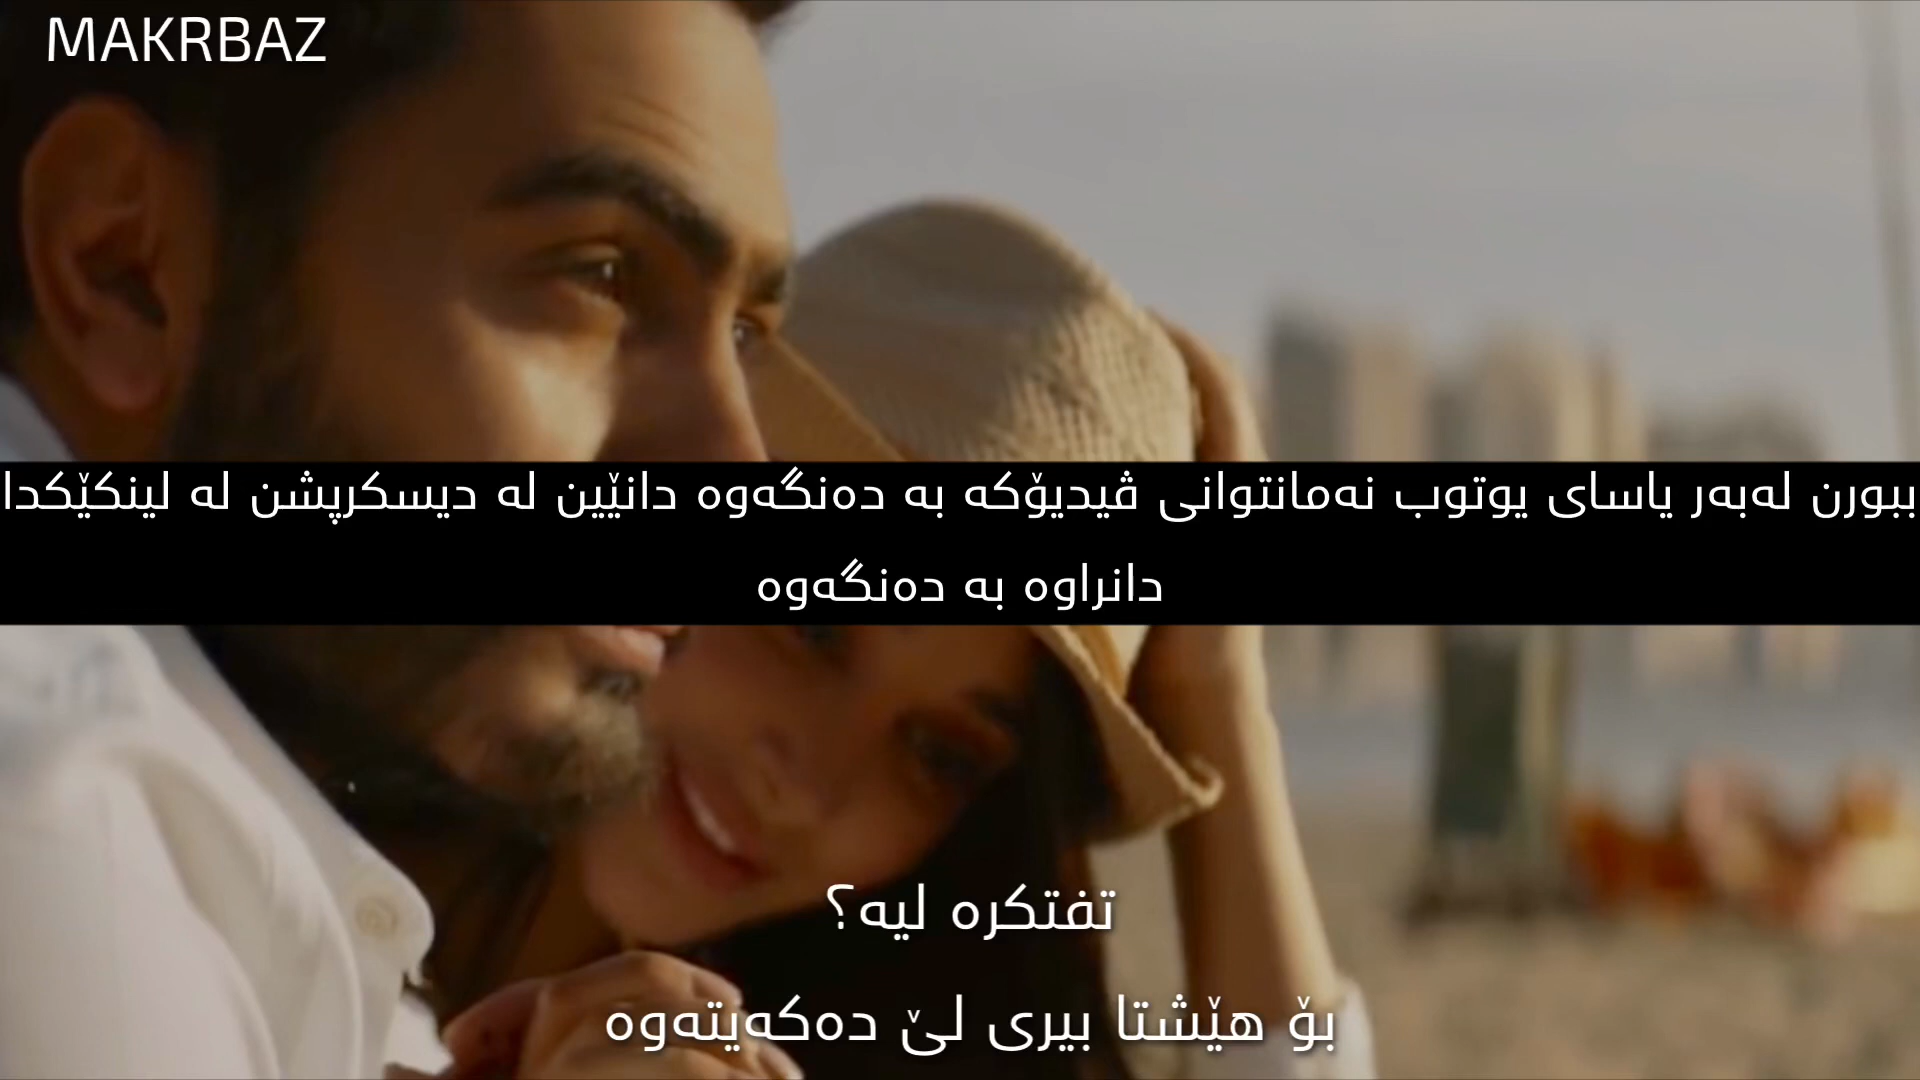 MAKRBAZ
ببورن لەبەر یاسای یوتوب نەمانتوانی ڤیدیۆکە بە دەنگەوە دانێین لە دیسکرپشن لە لینکێکدا
دانراوە بە دەنگەوە
تفتکرە لیە؟
بۆ هێشتا بیری لێ دەکەیتەوە